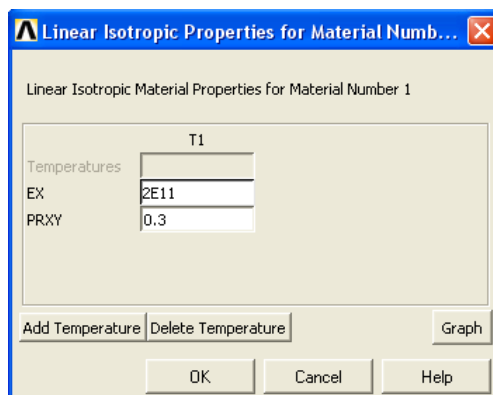 Linear Isotropic Properties for Material Numb...
Linear Isotropic Material Properties for Material Number 1
T1
Temperatures
EX 2E11
PRXY 0.3
Add Temperature Delete Temperature Graph
OK Cancel Help